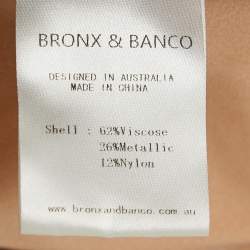 BRONX & BANCO
DESIGNED IN AUSTRALIA
MADE IN CHINA
Shell : 62%Viscose
26%Metallic
12%Nylon
www.bronxandbanco.com.au